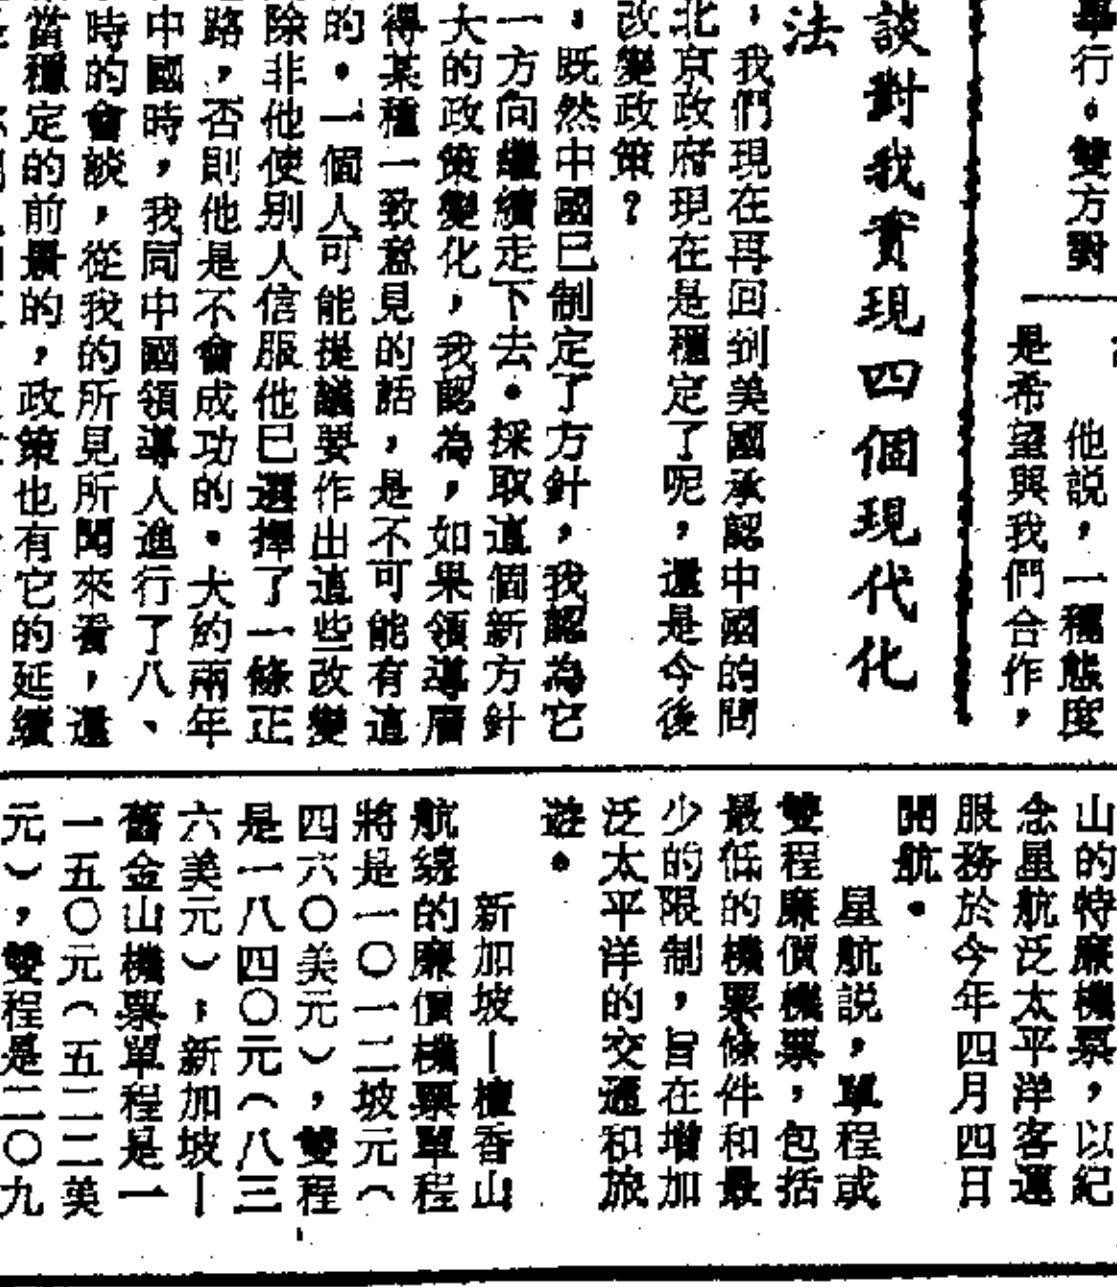 舉行。雙方對
他說，一種態度
是希望與我們合作，
談對我實現四個現代化
法
，我們現在再回到美國承認中國的問
北京政府現在是穩定了呢，還是今後
改變政策？
：既然中國已制定了方針，我認為它
一方向繼續走下去。採取這個新方針
大的政策變化，我認為，如果領導層
得某種一致意見的話，是不可能有這
的。一個人可能提議要作出這些改變
除非他使別人信服他已選擇了一條正
路，否則他是不會成功的。大約兩年
中國時，我同中國領導人進行了八、
時的會談，從我的所見所聞來看，還
當穩定的前景的，政策也有它的延續
山的特廉機票，以紀
念星航泛太平洋客運
服務於今年四月四日
開航。
星航説，單程或
雙程廉價機票，包括
最低的機票條件和最
少的限制，旨在增加
泛太平洋的交通和旅
遊。
新加坡—檀香山
航線的廉價機票單程
將是一〇一二坡元（
四六〇美元），雙程
是一八四〇元（八三
六美元）；新加坡—
舊金山機票單程是一
一五〇元（五二二美
元），雙程是二〇九